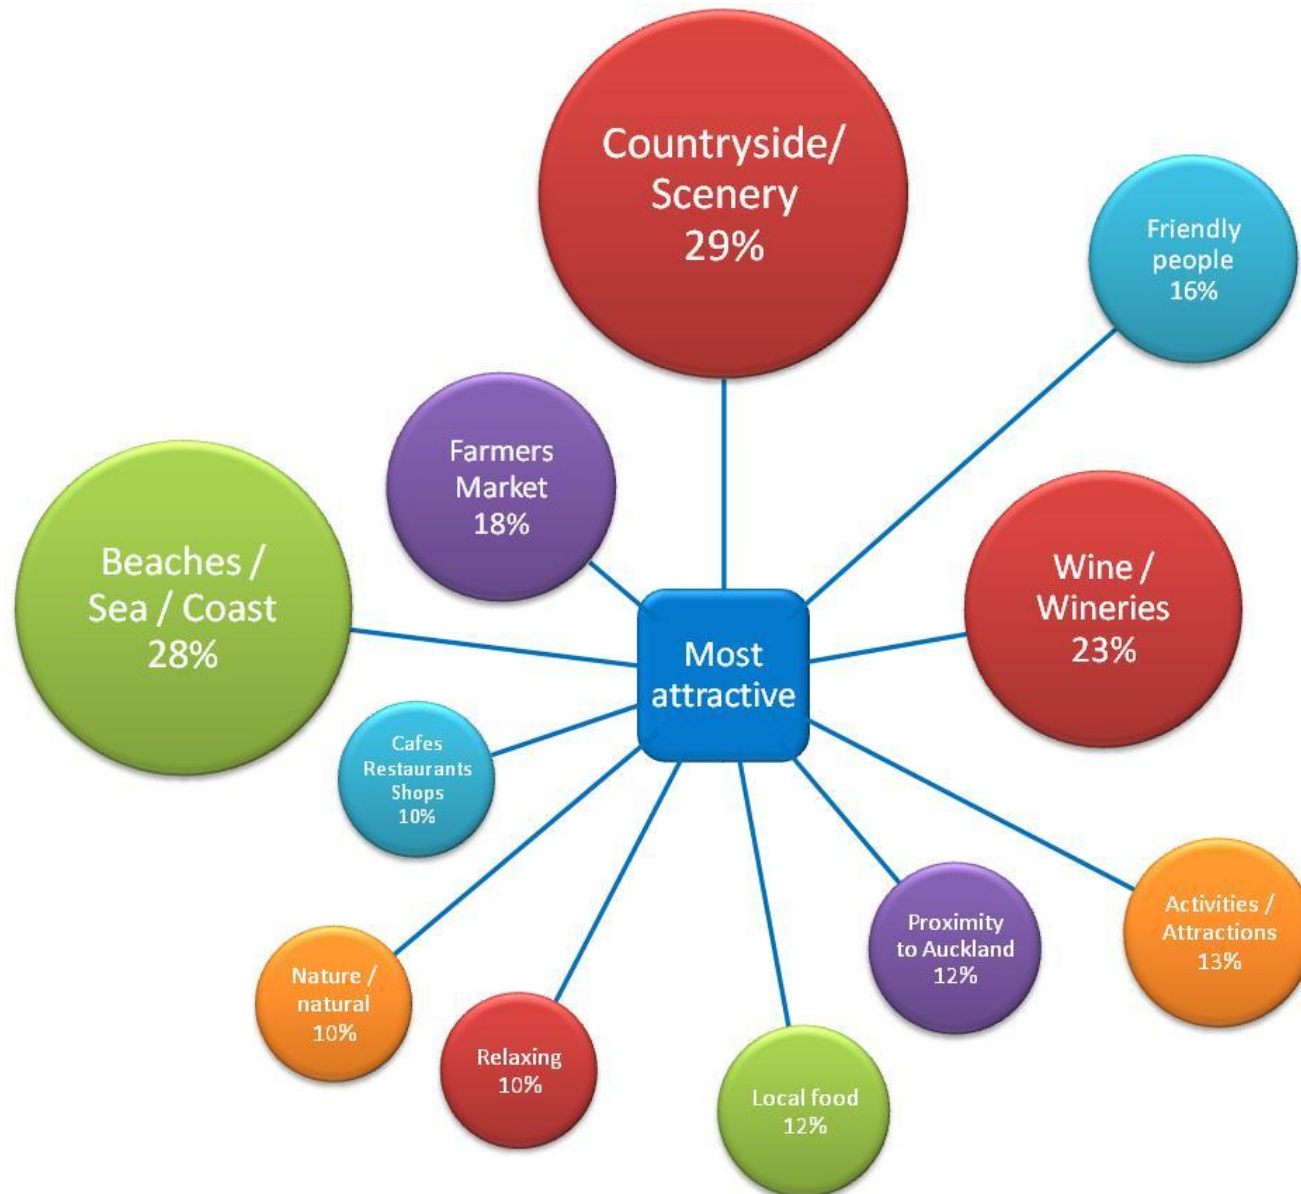 Countryside/
Scenery
29%
Friendly
people
16%
Farmers
Market
18%
Beaches /
Sea / Coast
28%
Wine /
Wineries
23%
Most
attractive
Cafes
Restaurants
Shops
10%
Activities /
Attractions
13%
Proximity
to Auckland
12%
Nature /
natural
10%
Relaxing
10%
Local food
12%